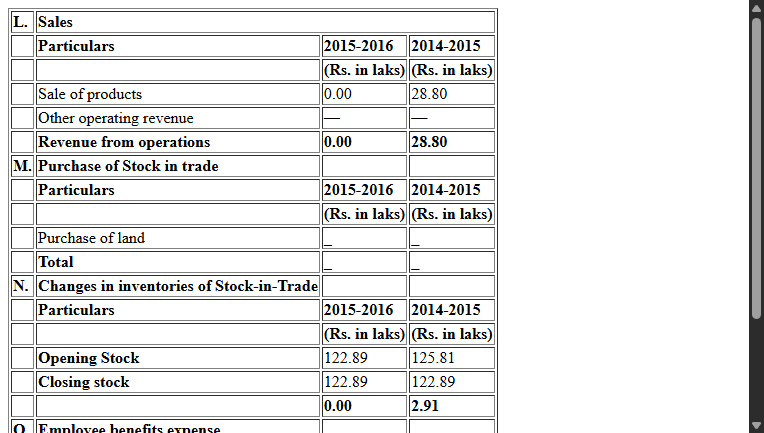 L. Sales
Particulars 2015-2016 2014-2015
(Rs. in laks) (Rs. in laks)
Sale of products 0.00 28.80
Other operating revenue — —
Revenue from operations 0.00 28.80
M. Purchase of Stock in trade
Particulars 2015-2016 2014-2015
(Rs. in laks) (Rs. in laks)
Purchase of land _ _
Total _ _
N. Changes in inventories of Stock-in-Trade
Particulars 2015-2016 2014-2015
(Rs. in laks) (Rs. in laks)
Opening Stock 122.89 125.81
Closing stock 122.89 122.89
0.00 2.91
O Employee benefits expense